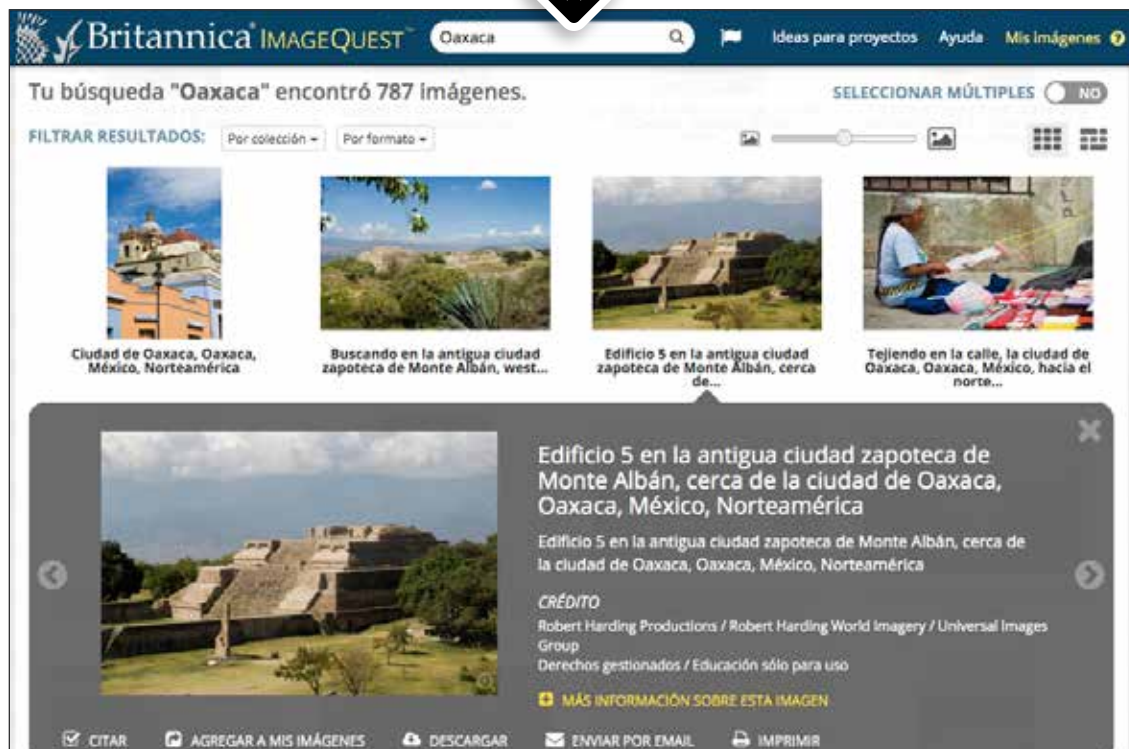 Britannica® IMAGEQUEST™
Oaxaca
Ideas para proyectos
Ayuda
Mis imágenes ?
Tu búsqueda "Oaxaca" encontró 787 imágenes.
SELECCIONAR MÚLTIPLES NO
FILTRAR RESULTADOS:
Por colección
Por formato
Ciudad de Oaxaca, Oaxaca,
México, Norteamérica
Buscando en la antigua ciudad
zapoteca de Monte Albán, west...
Edificio 5 en la antigua ciudad
zapoteca de Monte Albán, cerca
de...
Tejiendo en la calle, la ciudad de
Oaxaca, Oaxaca, México, hacia el
norte...
Edificio 5 en la antigua ciudad zapoteca de
Monte Albán, cerca de la ciudad de Oaxaca,
Oaxaca, México, Norteamérica
Edificio 5 en la antigua ciudad zapoteca de Monte Albán, cerca de
la ciudad de Oaxaca, Oaxaca, México, Norteamérica
CRÉDITO
Robert Harding Productions / Robert Harding World Imagery / Universal Images
Group
Derechos gestionados / Educación sólo para uso
MÁS INFORMACIÓN SOBRE ESTA IMAGEN
CITAR
AGREGAR A MIS IMÁGENES
DESCARGAR
ENVIAR POR EMAIL
IMPRIMIR